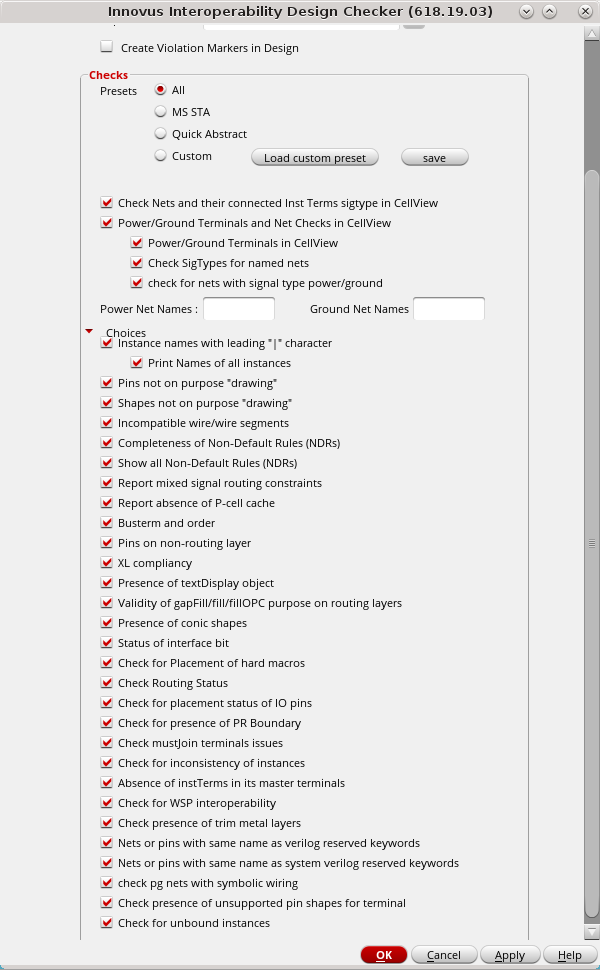 Innovus Interoperability Design Checker (618.19.03)
Create Violation Markers in Design
Checks
Presets
All
MS STA
Quick Abstract
Custom
Load custom preset
save
Check Nets and their connected Inst Terms sigtype in CellView
Power/Ground Terminals and Net Checks in CellView
Power/Ground Terminals in CellView
Check SigTypes for named nets
check for nets with signal type power/ground
Power Net Names :
Ground Net Names
Choices
Instance names with leading "|" character
Print Names of all instances
Pins not on purpose "drawing"
Shapes not on purpose "drawing"
Incompatible wire/wire segments
Completeness of Non-Default Rules (NDRs)
Show all Non-Default Rules (NDRs)
Report mixed signal routing constraints
Report absence of P-cell cache
Busterm and order
Pins on non-routing layer
XL compliancy
Presence of textDisplay object
Validity of gapFill/fill/fillOPC purpose on routing layers
Presence of conic shapes
Status of interface bit
Check for Placement of hard macros
Check Routing Status
Check for placement status of IO pins
Check for presence of PR Boundary
Check mustJoin terminals issues
Check for inconsistency of instances
Absence of instTerms in its master terminals
Check for WSP interoperability
Check presence of trim metal layers
Nets or pins with same name as verilog reserved keywords
Nets or pins with same name as system verilog reserved keywords
check pg nets with symbolic wiring
Check presence of unsupported pin shapes for terminal
Check for unbound instances
OK
Cancel
Apply
Help